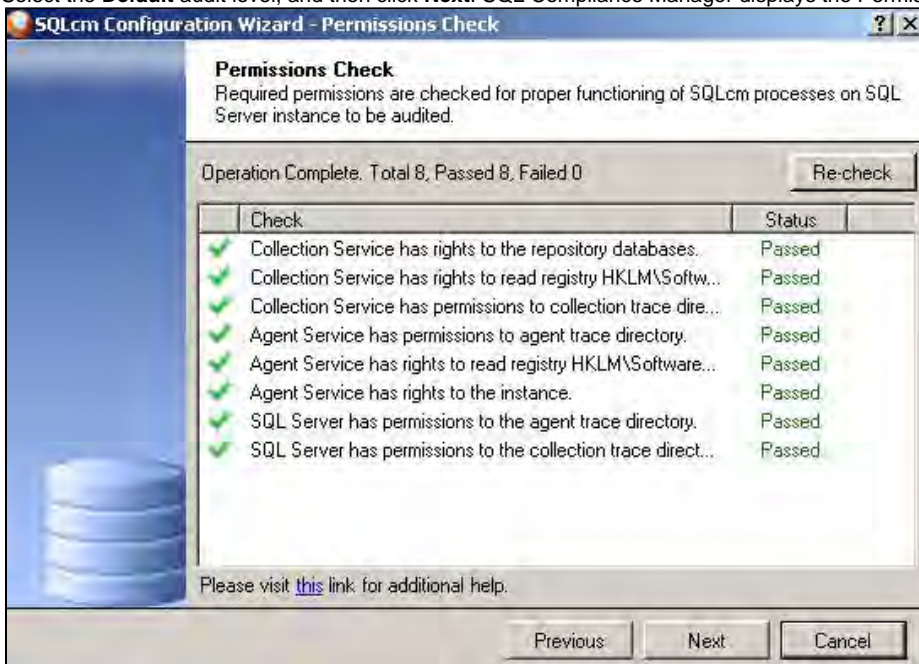 Select the Default audit level, and then click Next. SQL Compliance Manager displays the Permis
SQLcm Configuration Wizard - Permissions Check
Permissions Check
Required permissions are checked for proper functioning of SQLcm processes on SQL
Server instance to be audited.
Operation Complete. Total 8, Passed 8, Failed 0
Re-check
Check Status
Collection Service has rights to the repository databases. Passed
Collection Service has rights to read registry HKLM\Softw... Passed
Collection Service has permissions to collection trace dire... Passed
Agent Service has permissions to agent trace directory. Passed
Agent Service has rights to read registry HKLM\Software... Passed
Agent Service has rights to the instance. Passed
SQL Server has permissions to the agent trace directory. Passed
SQL Server has permissions to the collection trace direct... Passed
Please visit this link for additional help.
Previous Next Cancel